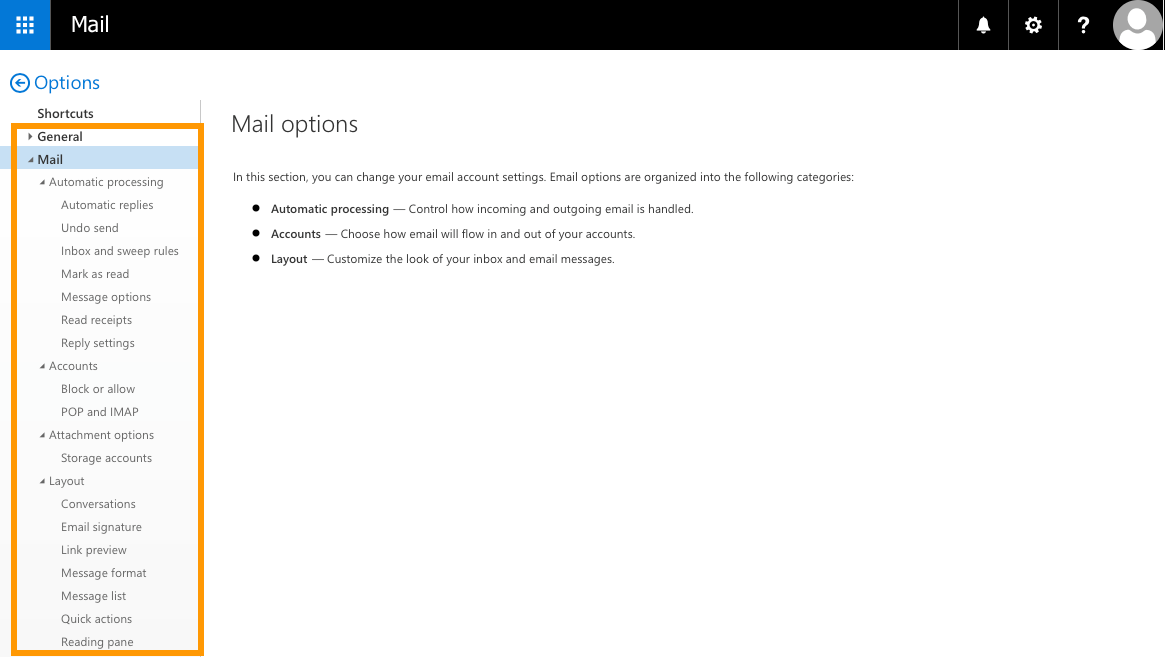 Mail
?
Options
Shortcuts
General
Mail
Automatic processing
Automatic replies
Undo send
Inbox and sweep rules
Mark as read
Message options
Read receipts
Reply settings
Accounts
Block or allow
POP and IMAP
Attachment options
Storage accounts
Layout
Conversations
Email signature
Link preview
Message format
Message list
Quick actions
Reading pane
Mail options
In this section, you can change your email account settings. Email options are organized into the following categories:
● Automatic processing — Control how incoming and outgoing email is handled.
● Accounts — Choose how email will flow in and out of your accounts.
● Layout — Customize the look of your inbox and email messages.